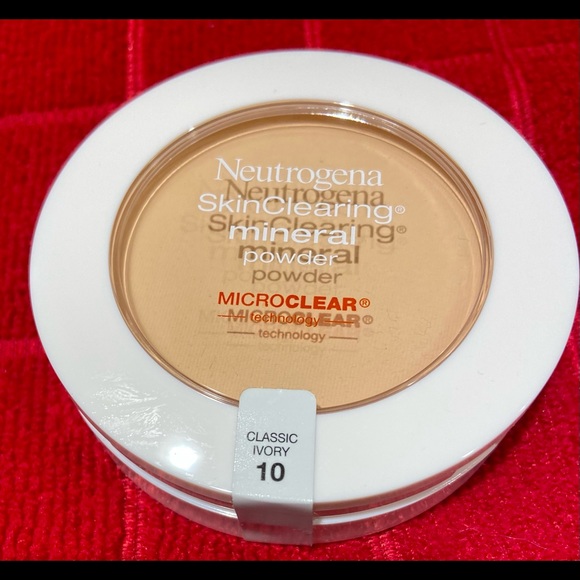 Neutrogena
SkinClearing®
mineral
powder
MICROCLEAR®
technology
CLASSIC
IVORY
10